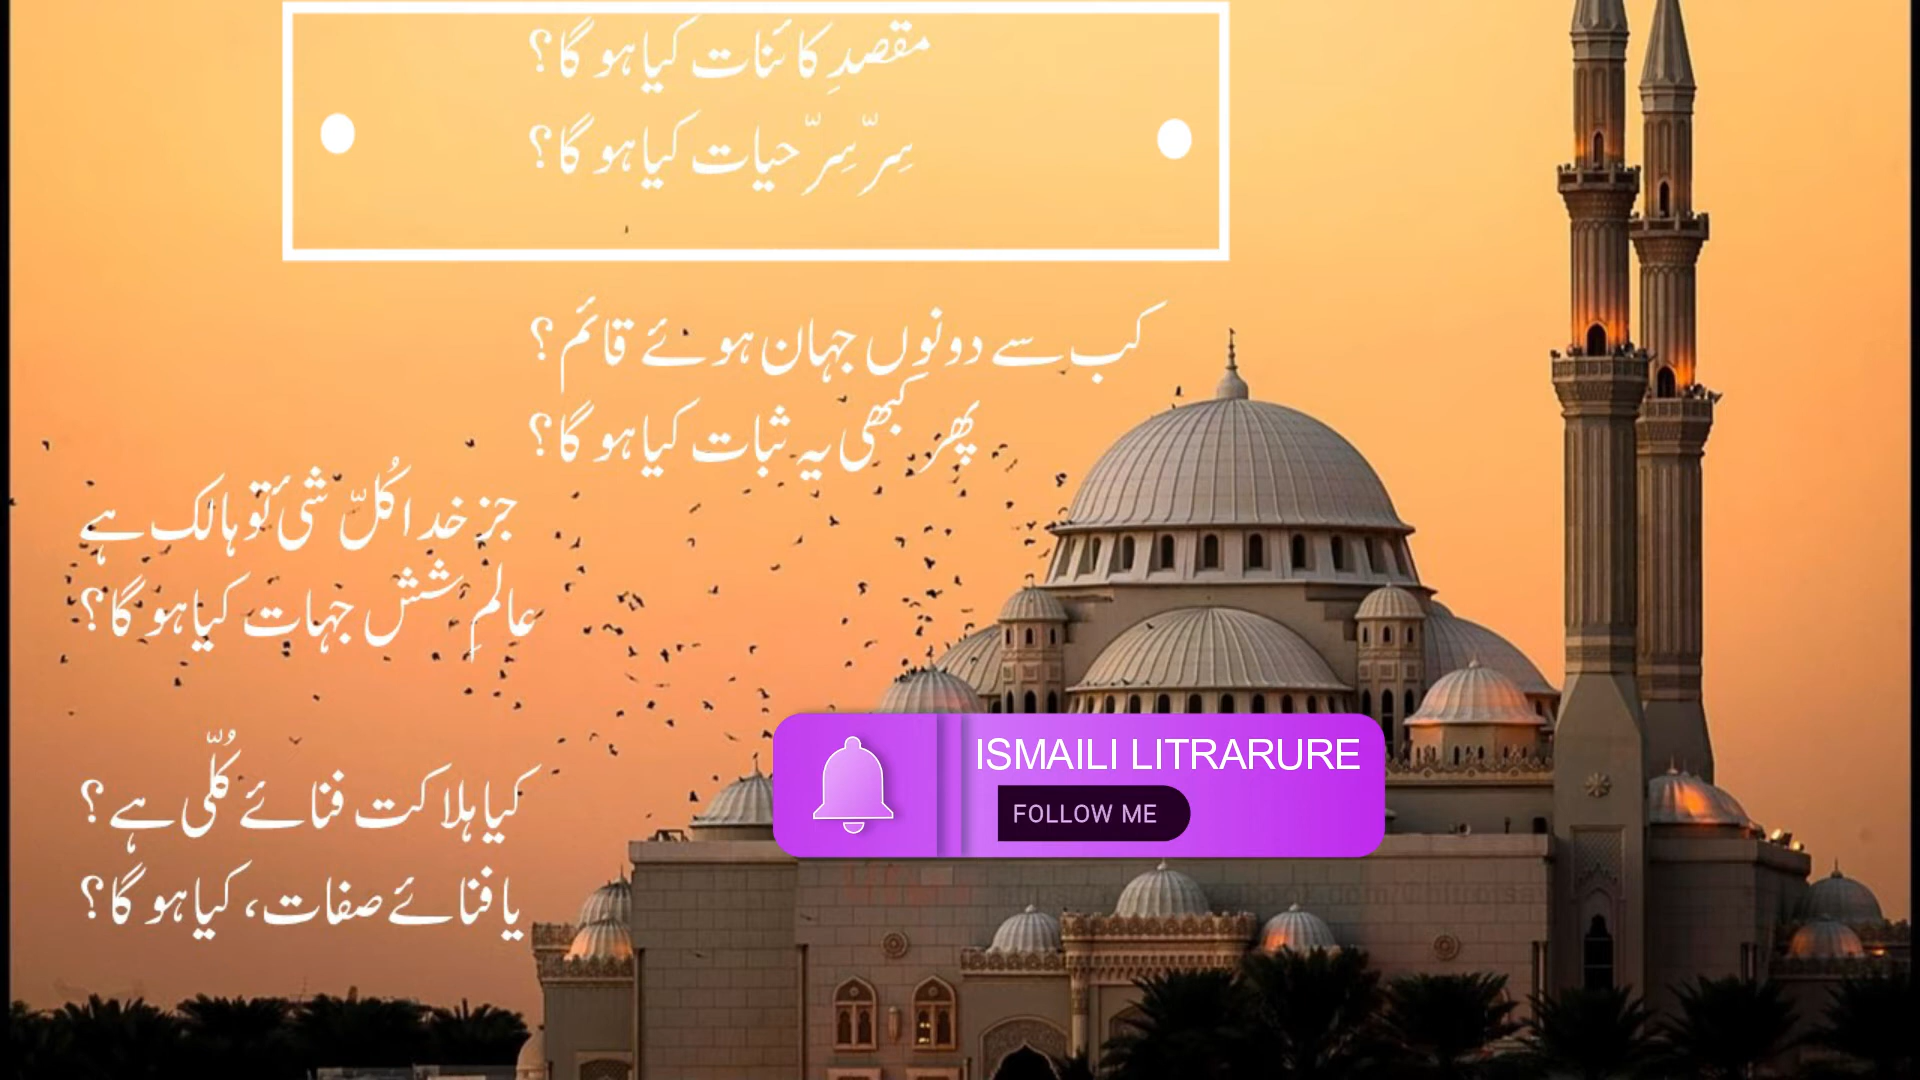 مقصدِ کائنات کیا ہو گا؟
سِرّ سِرّ حیات کیا ہو گا؟
کب سے دونوں جہان ہوئے قائم؟
پھر کبھی یہ ثبات کیا ہو گا؟
جز خدا کُلّ شئ تو ہالک ہے
عالمِ شش جہات کیا ہو گا؟
کیا ہلاکت فنائے کُلّی ہے؟
یا فنائے صفات، کیا ہو گا؟
ISMAILI LITRARURE
FOLLOW ME